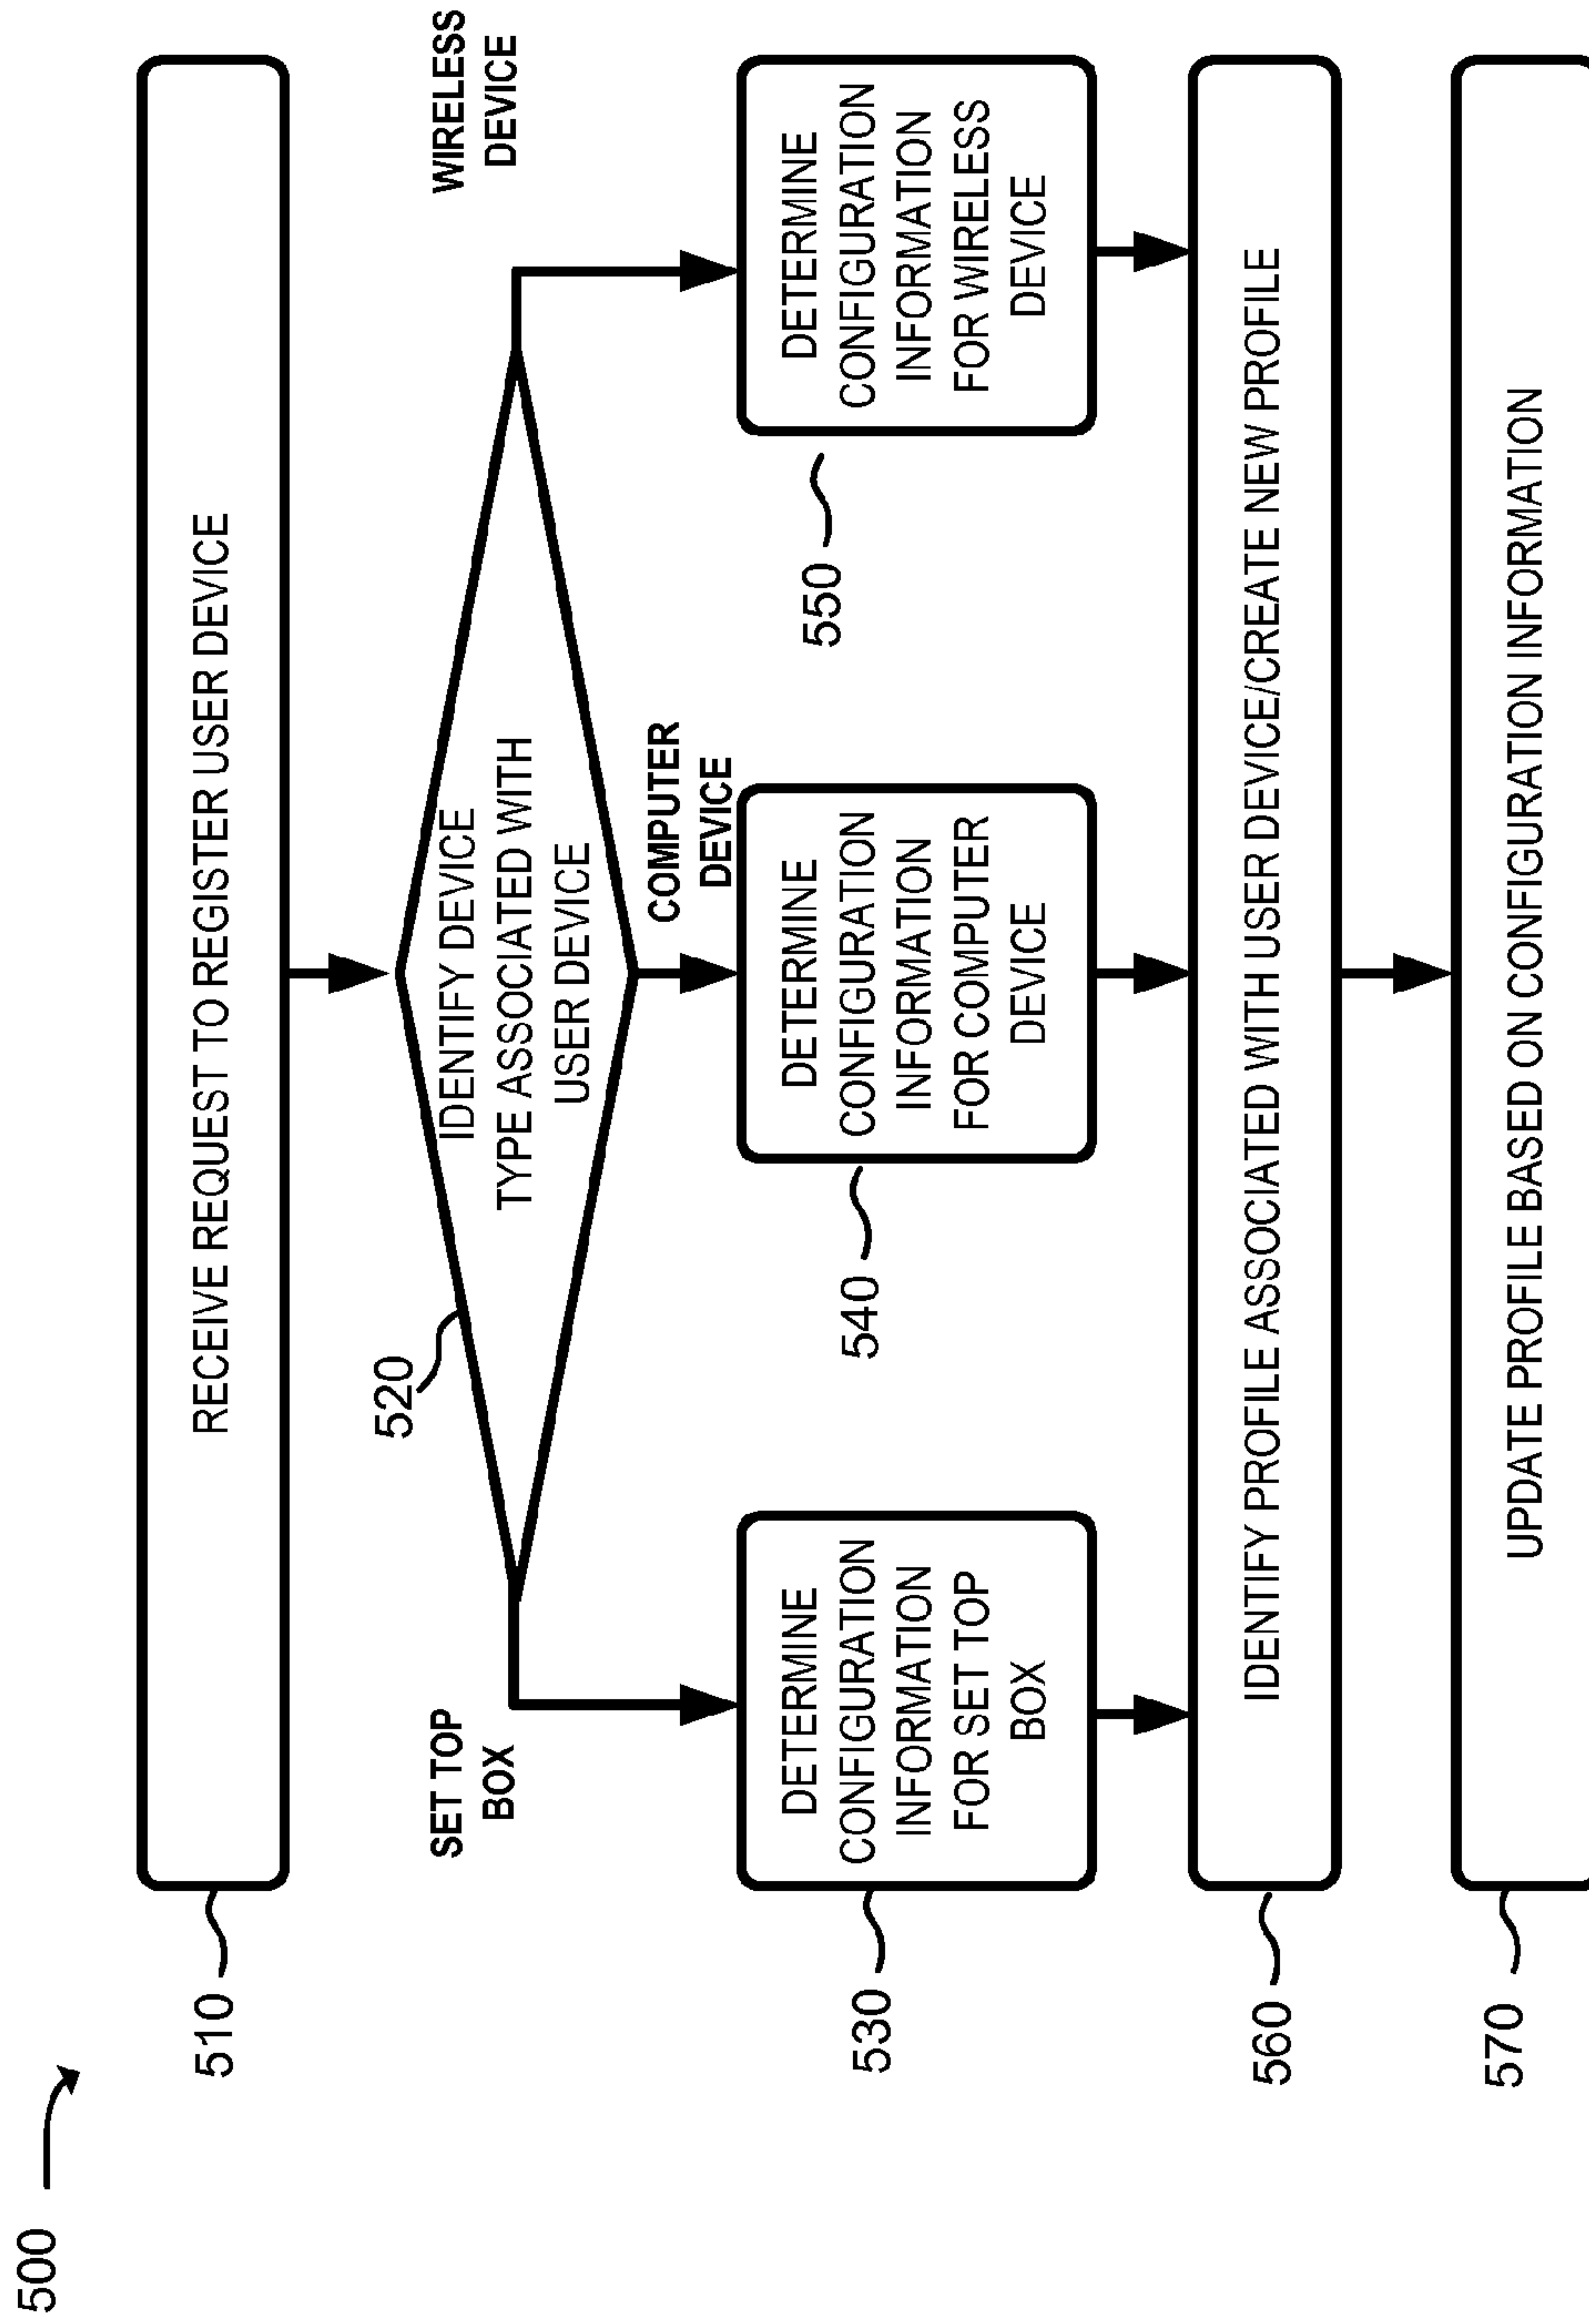 500
510
RECEIVE REQUEST TO REGISTER USER DEVICE
520
IDENTIFY DEVICE
TYPE ASSOCIATED WITH
USER DEVICE
SET TOP
BOX
COMPUTER
DEVICE
WIRELESS
DEVICE
530
DETERMINE
CONFIGURATION
INFORMATION
FOR SET TOP
BOX
540
DETERMINE
CONFIGURATION
INFORMATION
FOR COMPUTER
DEVICE
550
DETERMINE
CONFIGURATION
INFORMATION
FOR WIRELESS
DEVICE
560
IDENTIFY PROFILE ASSOCIATED WITH USER DEVICE/CREATE NEW PROFILE
570
UPDATE PROFILE BASED ON CONFIGURATION INFORMATION